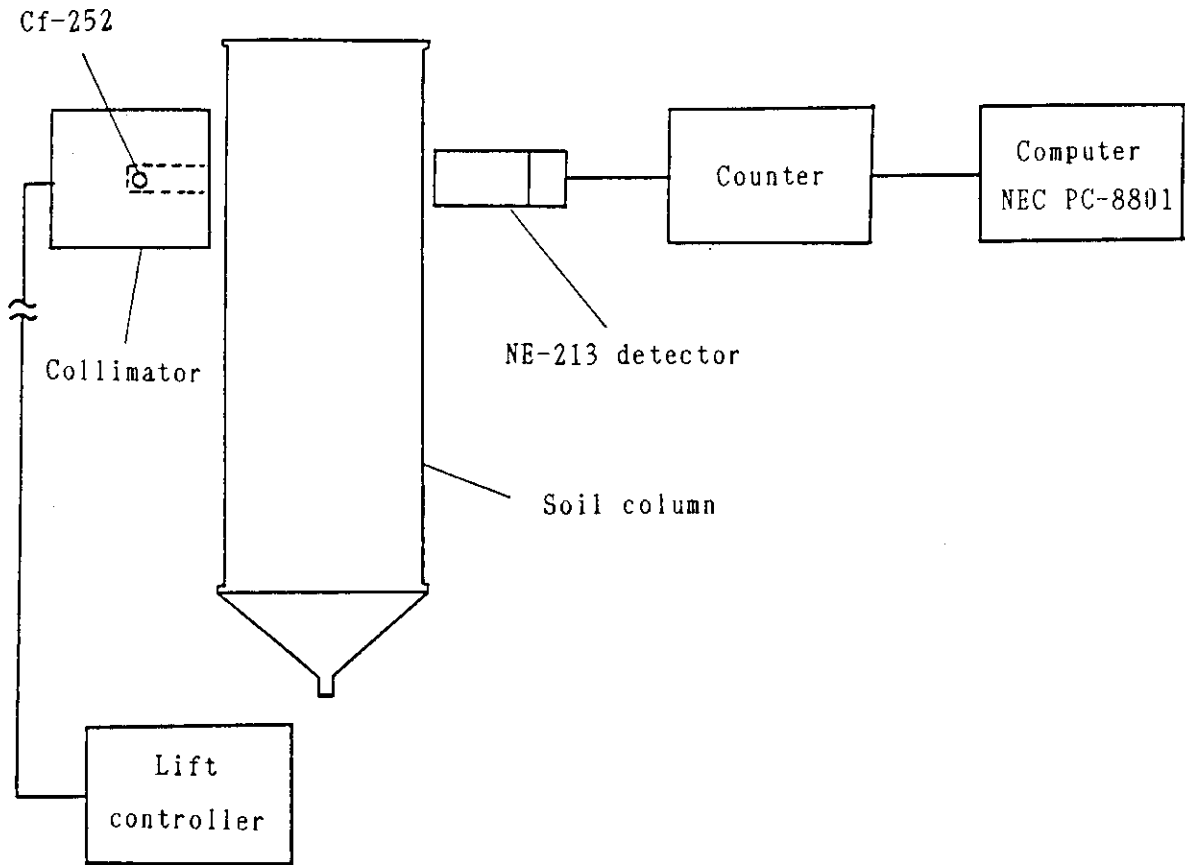 Cf-252
Counter
Computer
NEC PC-8801
Collimator
NE-213 detector
Soil column
Lift
controller